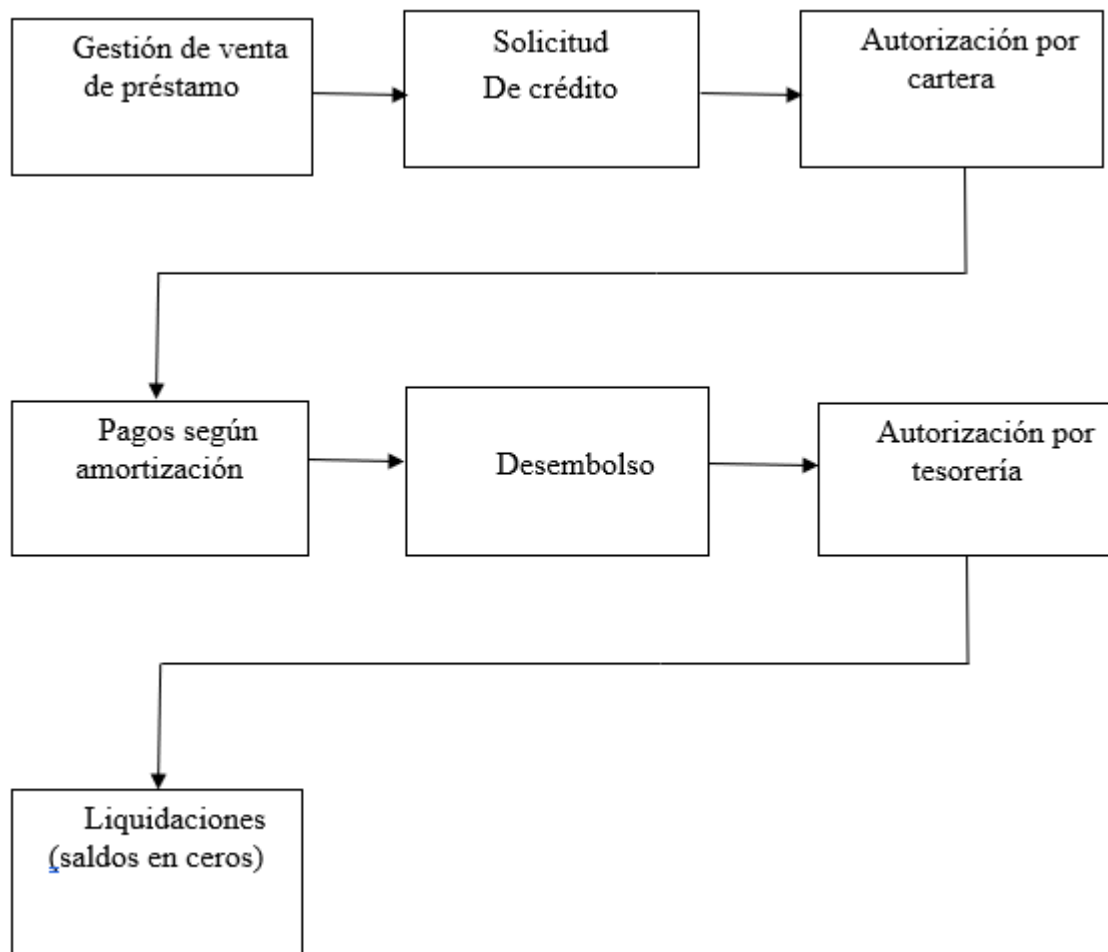 Gestión de venta
de préstamo
Solicitud
De crédito
Autorización por
cartera
Pagos según
amortización
Desembolso
Autorización por
tesorería
Liquidaciones
(saldos en ceros)